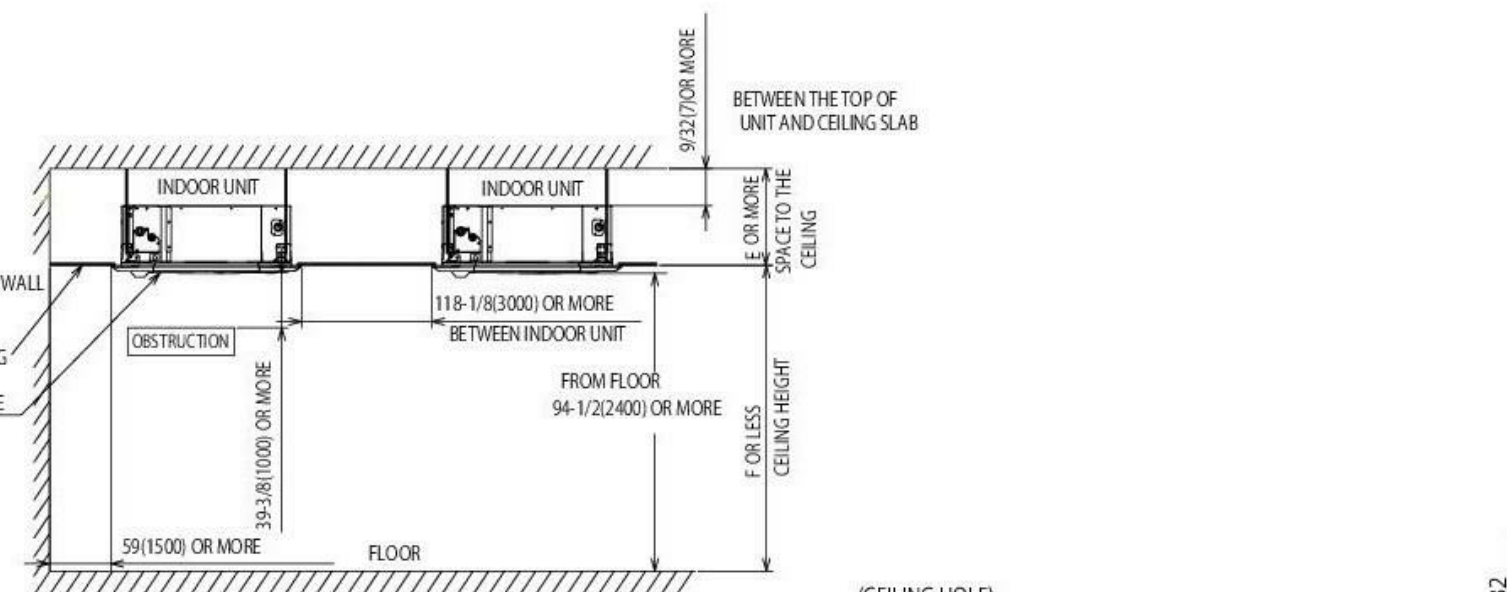 9/32(7)OR MORE
BETWEEN THE TOP OF
UNIT AND CEILING SLAB
INDOOR UNIT
INDOOR UNIT
E OR MORE
SPACE TO THE
CEILING
WALL
118-1/8(3000) OR MORE
BETWEEN INDOOR UNIT
OBSTRUCTION
39-3/8(1000) OR MORE
FROM FLOOR
94-1/2(2400) OR MORE
F OR LESS
CEILING HEIGHT
59(1500) OR MORE
FLOOR